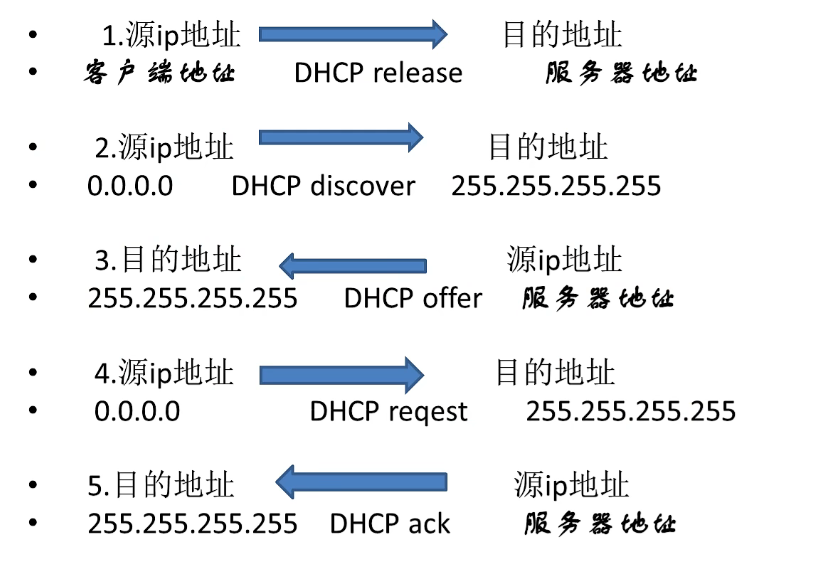 • 1.源ip地址 目的地址
• 客户端地址 DHCP release 服务器地址
• 2.源ip地址 目的地址
• 0.0.0.0 DHCP discover 255.255.255.255
• 3.目的地址 源ip地址
• 255.255.255.255 DHCP offer 服务器地址
• 4.源ip地址 目的地址
• 0.0.0.0 DHCP reqest 255.255.255.255
• 5.目的地址 源ip地址
• 255.255.255.255 DHCP ack 服务器地址